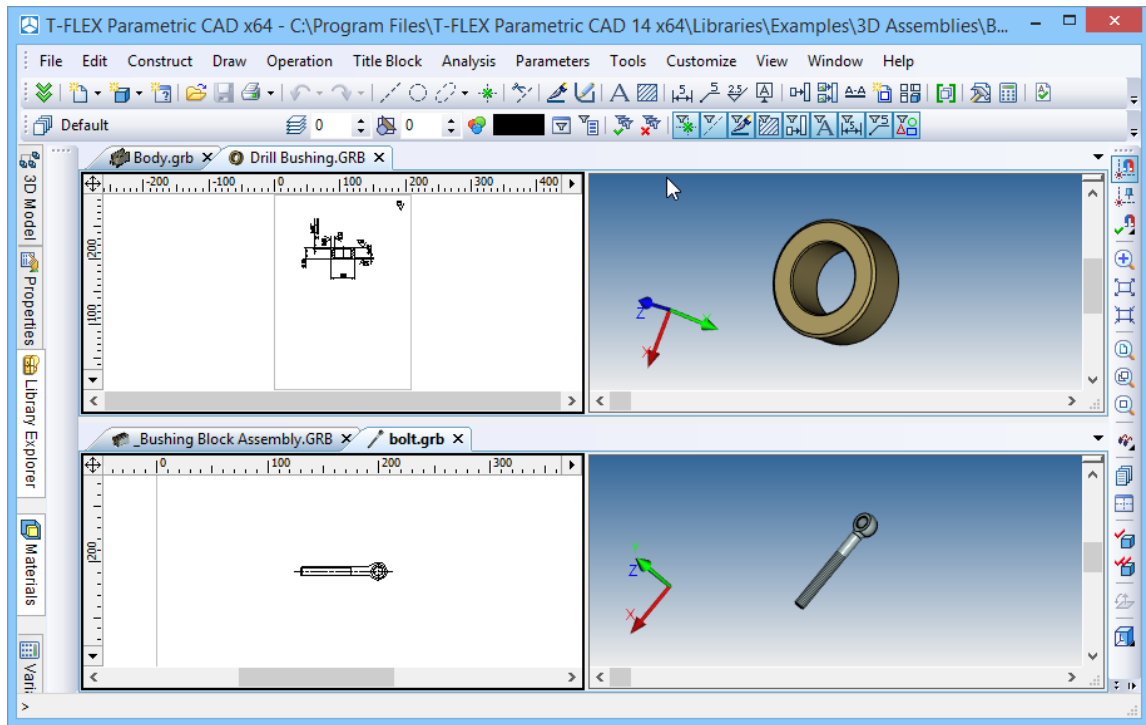 T-FLEX Parametric CAD x64 - C:\Program Files\T-FLEX Parametric CAD 14 x64\Libraries\Examples\3D Assemblies\B...
File Edit Construct Draw Operation Title Block Analysis Parameters Tools Customize View Window Help
Default 0 0
Body.grb Drill Bushing.GRB
-200 -100 0 100 200 300 400
200
100
Z
Y
X
3D Model
Properties
Library Explorer
Materials
Vari
_Bushing Block Assembly.GRB bolt.grb
0 100 200 300
200
Y
Z
X
>